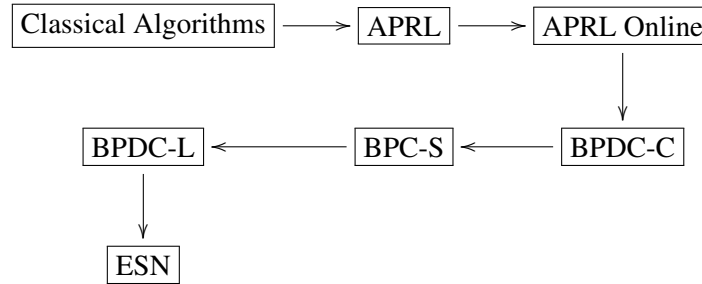 Classical Algorithms
APRL
APRL Online
BPDC-L
BPC-S
BPDC-C
ESN